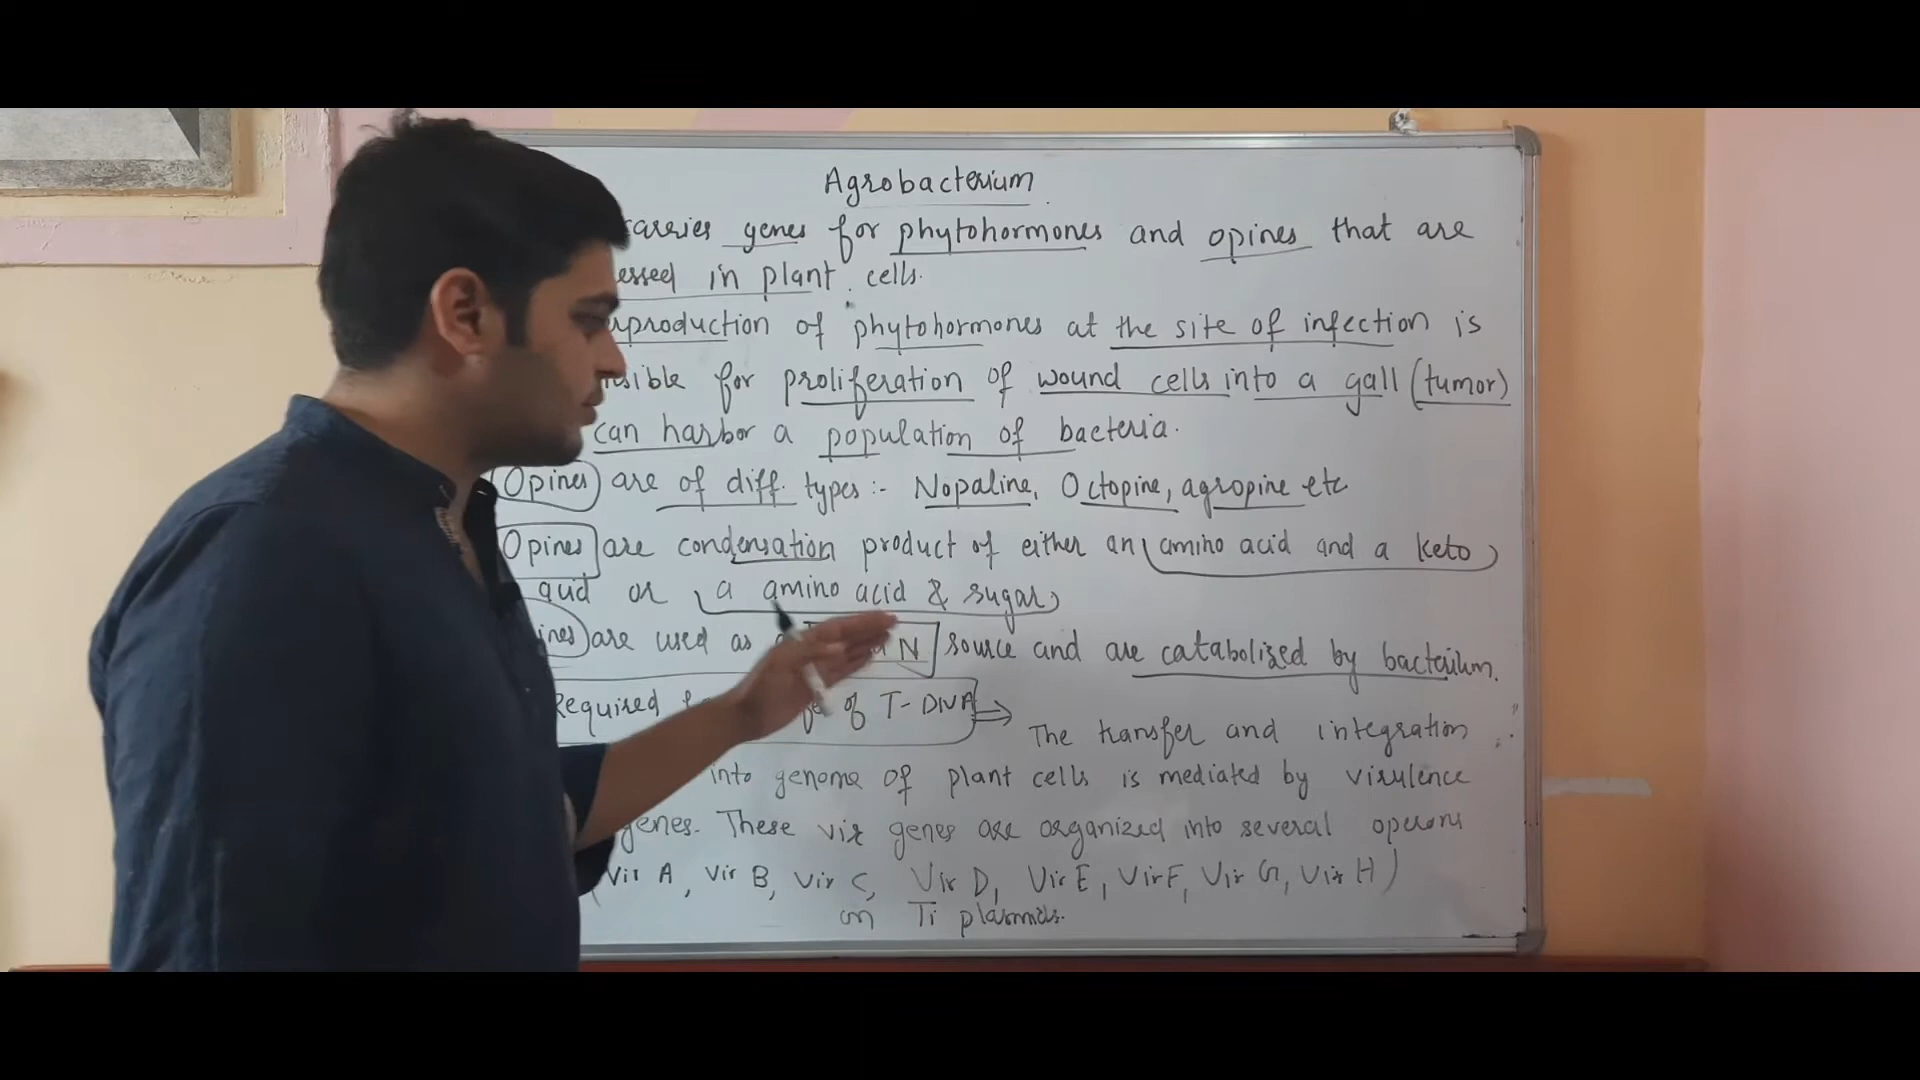 Agrobacterium
carries genes for phytohormones and opines that are
essed in plant cells.
rproduction of phytohormones at the site of infection is
nsible for proliferation of wound cells into a gall (tumor)
can harbor a population of bacteria.
Opines are of diff. types :- Nopaline, Octopine, agropine etc
Opines are condensation product of either an amino acid and a keto
acid or a amino acid & sugar
ines are used as N source and are catabolized by bacterium.
Required of T-DNA ⇒ The transfer and integration
into genome of plant cells is mediated by virulence
genes. These vir genes are organized into several operons
(Vir A, Vir B, Vir C, Vir D, Vir E, Vir F, Vir G, Vir H)
on Ti plasmids.